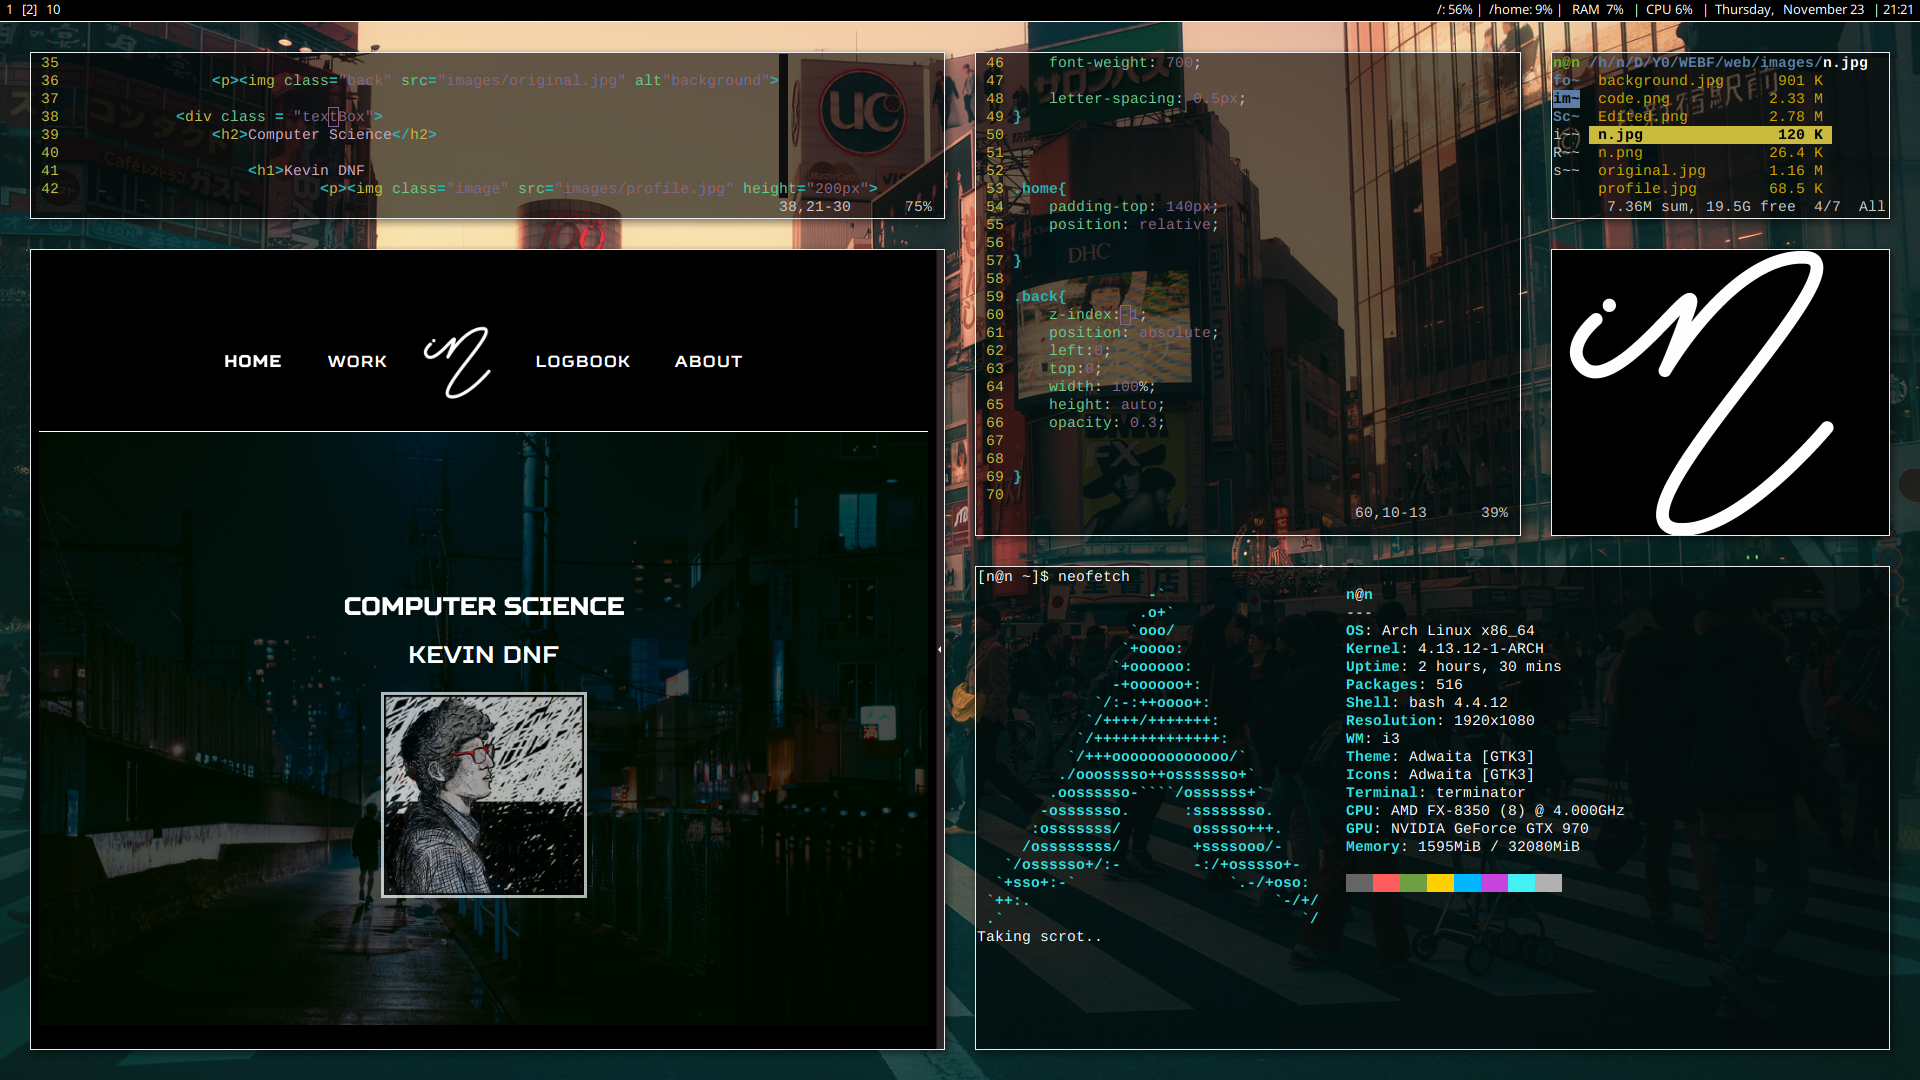 1 [2] 10
/: 56% | /home: 9% | RAM 7% | CPU 6% | Thursday, November 23 | 21:21
35
36 <p><img class="back" src="images/original.jpg" alt"background">
37
38 <div class = "textBox">
39 <h2>Computer Science</h2>
40
41 <h1>Kevin DNF
42 <p><img class="image" src="images/profile.jpg" height="200px">
38,21-30 75%
UC
HOME WORK LOGBOOK ABOUT
COMPUTER SCIENCE
KEVIN DNF
46 font-weight: 700;
47
48 letter-spacing: 0.5px;
49 }
50
51
52
53 .home{
54 padding-top: 140px;
55 position: relative;
56
57 }
58
59 .back{
60 z-index:-1;
61 position: absolute;
62 left:0;
63 top:0;
64 width: 100%;
65 height: auto;
66 opacity: 0.3;
67
68
69 }
70
60,10-13 39%
DHC
FX
n@n /h/n/D/Y0/WEBF/web/images/n.jpg
fo~ background.jpg 901 K
im~ code.png 2.33 M
Sc~ Edited.png 2.78 M
i~~ n.jpg 120 K
R~~ n.png 26.4 K
s~~ original.jpg 1.16 M
profile.jpg 68.5 K
7.36M sum, 19.5G free 4/7 All
[n@n ~]$ neofetch
-`
.o+`
`ooo/
`+oooo:
`+oooooo:
-+oooooo+:
`/:-:++oooo+:
`/++++/+++++++:
`/++++++++++++++:
`/+++ooooooooooooo/`
./ooosssso++osssssso+`
.oossssso-````/ossssss+`
-osssssso. :ssssssso.
:osssssss/ osssso+++.
/ossssssss/ +ssssooo/-
`/ossssso+/:- -:/+osssso+-
`+sso+:-` `.-/+oso:
`++:. `-/+/
.` `/
n@n
---
OS: Arch Linux x86_64
Kernel: 4.13.12-1-ARCH
Uptime: 2 hours, 30 mins
Packages: 516
Shell: bash 4.4.12
Resolution: 1920x1080
WM: i3
Theme: Adwaita [GTK3]
Icons: Adwaita [GTK3]
Terminal: terminator
CPU: AMD FX-8350 (8) @ 4.000GHz
GPU: NVIDIA GeForce GTX 970
Memory: 1595MiB / 32080MiB
Taking scrot..